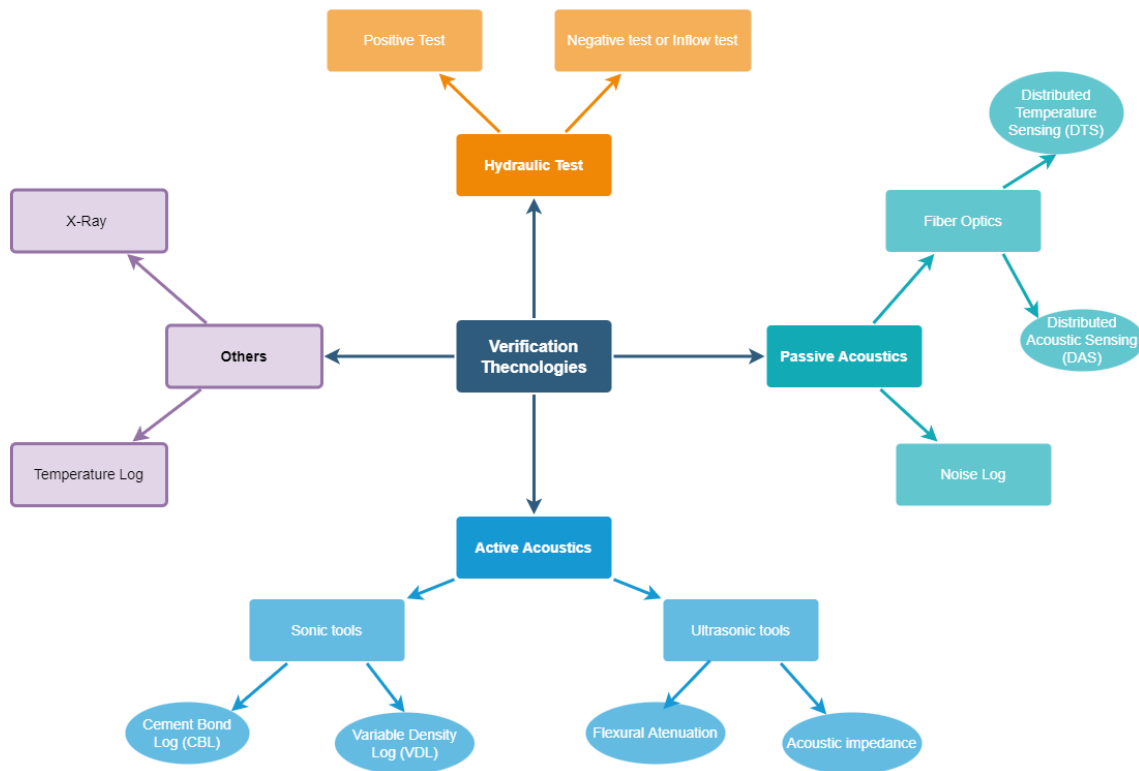 Positive Test
Negative test or Inflow test
Distributed
Temperature
Sensing (DTS)
Hydraulic Test
X-Ray
Fiber Optics
Others
Verification
Thecnologies
Passive Acoustics
Distributed
Acoustic Sensing
(DAS)
Temperature Log
Noise Log
Active Acoustics
Sonic tools
Ultrasonic tools
Cement Bond
Log (CBL)
Variable Density
Log (VDL)
Flexural Atenuation
Acoustic impedance